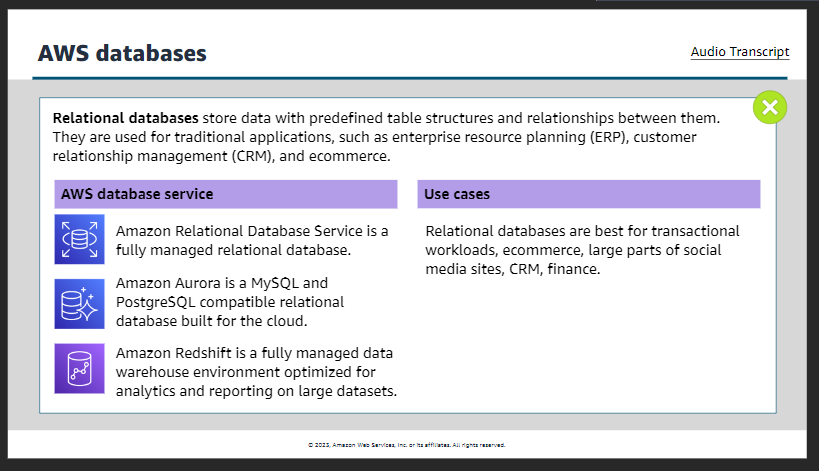 AWS databases
Audio Transcript
Relational databases store data with predefined table structures and relationships between them.
They are used for traditional applications, such as enterprise resource planning (ERP), customer
relationship management (CRM), and ecommerce.
AWS database service
Amazon Relational Database Service is a
fully managed relational database.
Amazon Aurora is a MySQL and
PostgreSQL compatible relational
database built for the cloud.
Amazon Redshift is a fully managed data
warehouse environment optimized for
analytics and reporting on large datasets.
Use cases
Relational databases are best for transactional
workloads, ecommerce, large parts of social
media sites, CRM, finance.
© 2023, Amazon Web Services, Inc. or its affiliates. All rights reserved.